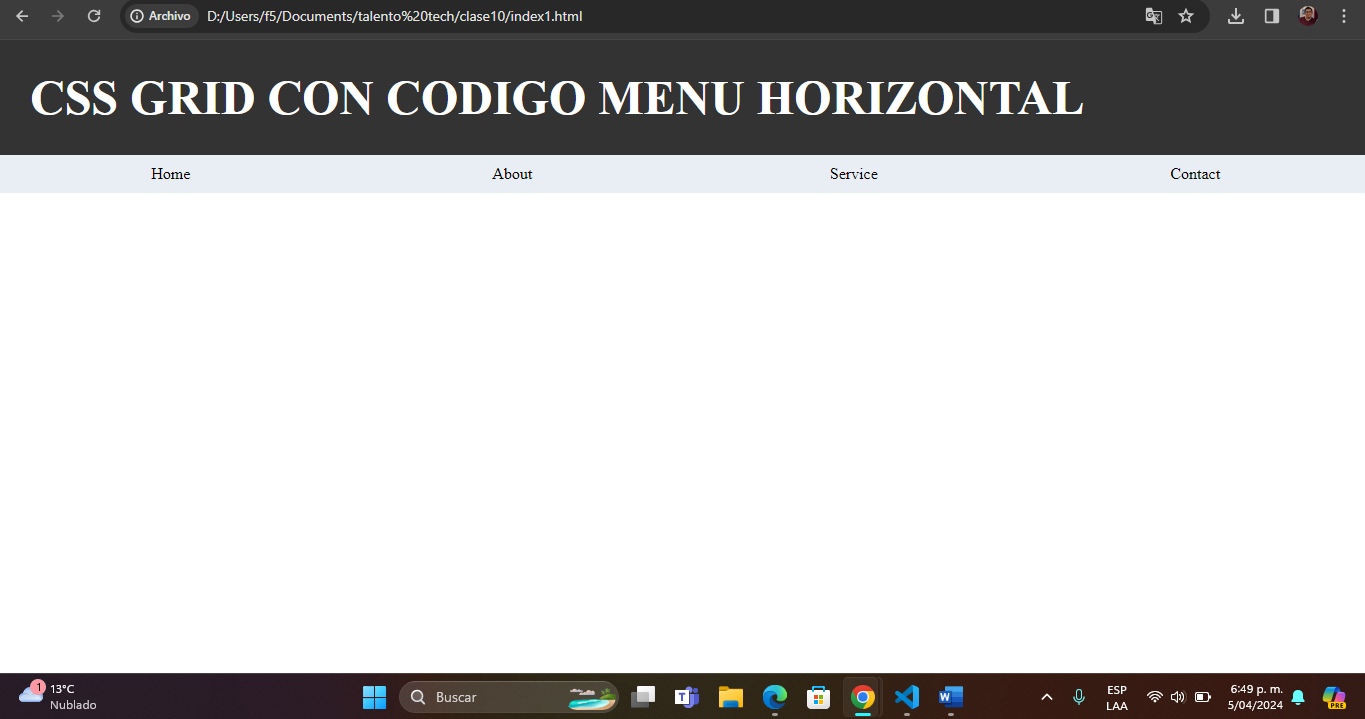 Archivo D:/Users/f5/Documents/talento%20tech/clase10/index1.html
CSS GRID CON CODIGO MENU HORIZONTAL
Home About Service Contact
1 13°C
Nublado
Buscar
ESP
LAA
6:49 p. m.
5/04/2024
PRE